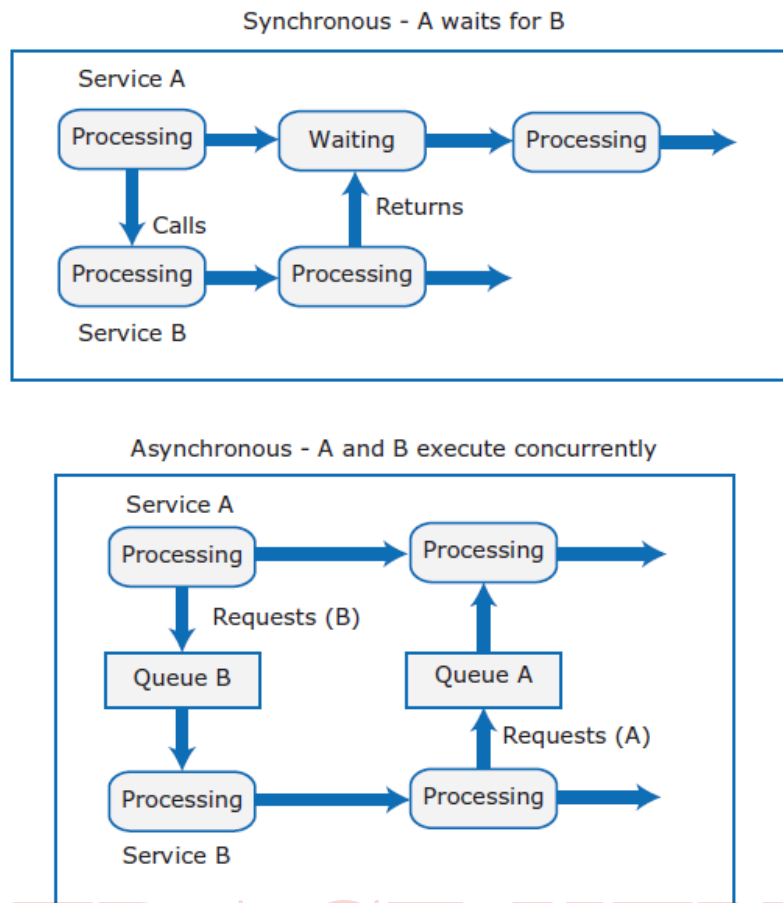 Synchronous - A waits for B
Service A
Processing
Waiting
Processing
Calls
Returns
Processing
Processing
Service B
Asynchronous - A and B execute concurrently
Service A
Processing
Processing
Requests (B)
Queue B
Queue A
Requests (A)
Processing
Processing
Service B